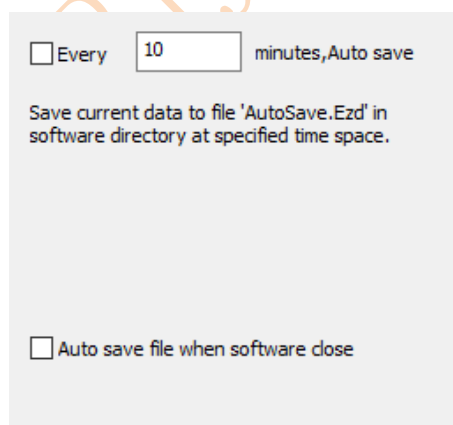 Every 10 minutes,Auto save
Save current data to file 'AutoSave.Ezd' in
software directory at specified time space.
Auto save file when software close